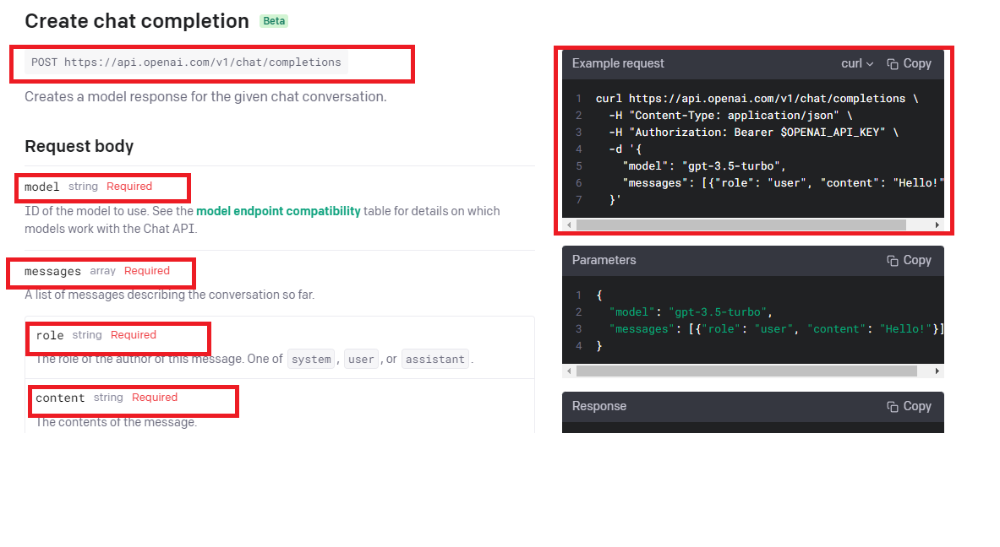 Create chat completion Beta
POST https://api.openai.com/v1/chat/completions
Creates a model response for the given chat conversation.
Request body
model string Required
ID of the model to use. See the model endpoint compatibility table for details on which
models work with the Chat API.
messages array Required
A list of messages describing the conversation so far.
role string Required
The role of the author of this message. One of system, user, or assistant.
content string Required
The contents of the message.
Example request curl Copy
1 curl https://api.openai.com/v1/chat/completions \
2 -H "Content-Type: application/json" \
3 -H "Authorization: Bearer $OPENAI_API_KEY" \
4 -d '{
5 "model": "gpt-3.5-turbo",
6 "messages": [{"role": "user", "content": "Hello!"
7 }'
Parameters Copy
1 {
2 "model": "gpt-3.5-turbo",
3 "messages": [{"role": "user", "content": "Hello!"}]
4 }
Response Copy